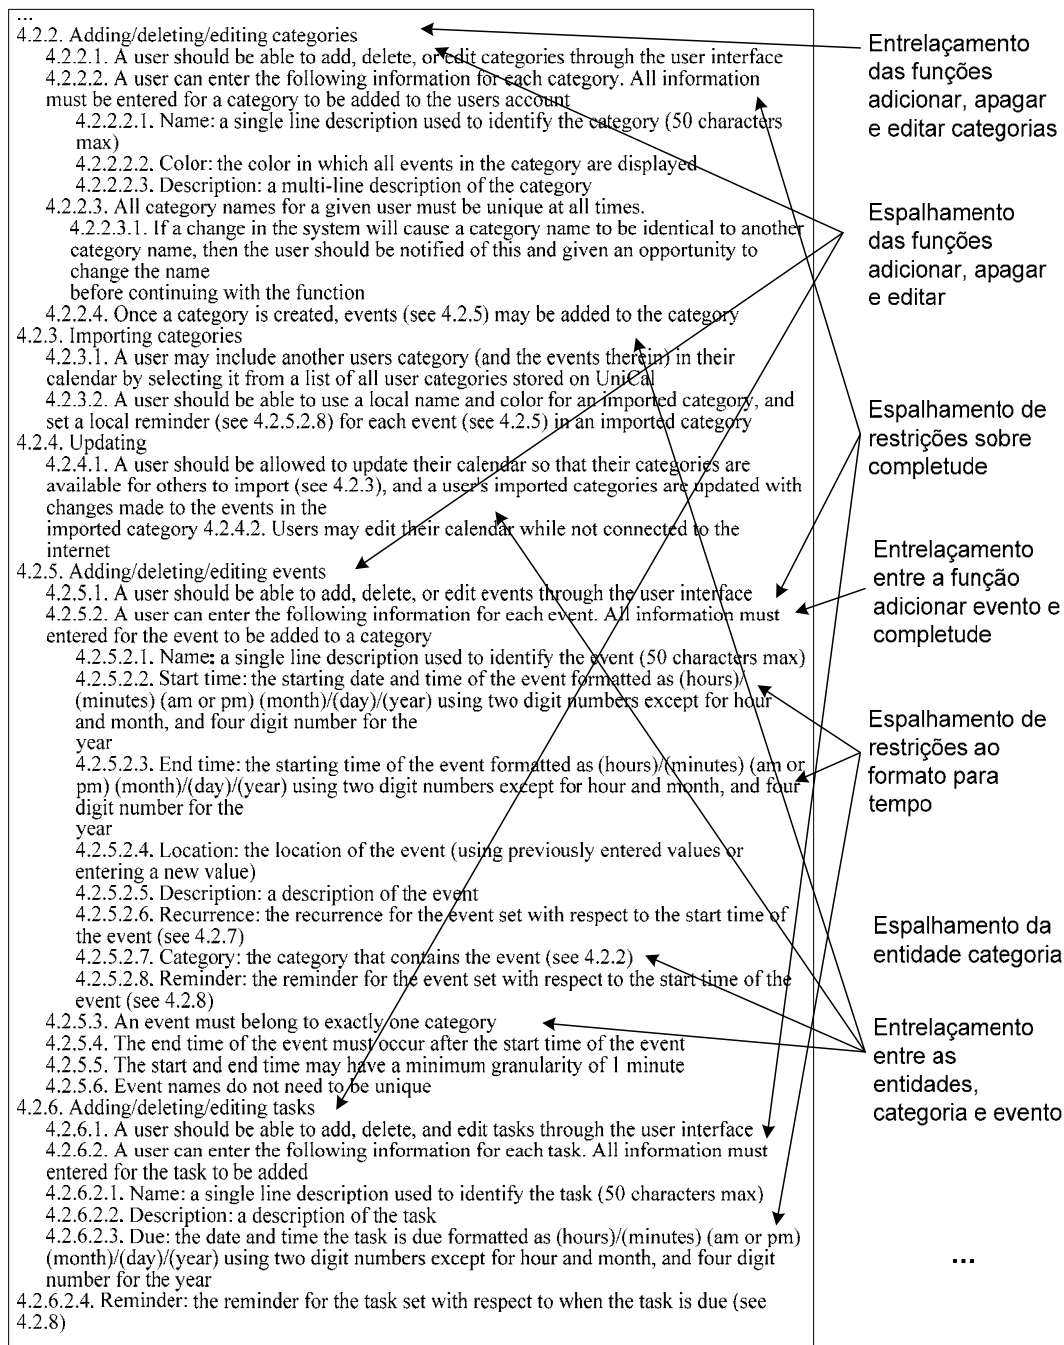 ...
4.2.2. Adding/deleting/editing categories
4.2.2.1. A user should be able to add, delete, or edit categories through the user interface
4.2.2.2. A user can enter the following information for each category. All information
must be entered for a category to be added to the users account
4.2.2.2.1. Name: a single line description used to identify the category (50 characters
max)
4.2.2.2.2. Color: the color in which all events in the category are displayed
4.2.2.2.3. Description: a multi-line description of the category
4.2.2.3. All category names for a given user must be unique at all times.
4.2.2.3.1. If a change in the system will cause a category name to be identical to another
category name, then the user should be notified of this and given an opportunity to
change the name
before continuing with the function
4.2.2.4. Once a category is created, events (see 4.2.5) may be added to the category
4.2.3. Importing categories
4.2.3.1. A user may include another users category (and the events therein) in their
calendar by selecting it from a list of all user categories stored on UniCal
4.2.3.2. A user should be able to use a local name and color for an imported category, and
set a local reminder (see 4.2.5.2.8) for each event (see 4.2.5) in an imported category
4.2.4. Updating
4.2.4.1. A user should be allowed to update their calendar so that their categories are
available for others to import (see 4.2.3), and a user's imported categories are updated with
changes made to the events in the
imported category 4.2.4.2. Users may edit their calendar while not connected to the
internet
4.2.5. Adding/deleting/editing events
4.2.5.1. A user should be able to add, delete, or edit events through the user interface
4.2.5.2. A user can enter the following information for each event. All information must
entered for the event to be added to a category
4.2.5.2.1. Name: a single line description used to identify the event (50 characters max)
4.2.5.2.2. Start time: the starting date and time of the event formatted as (hours)/
(minutes) (am or pm) (month)/(day)/(year) using two digit numbers except for hour
and month, and four digit number for the
year
4.2.5.2.3. End time: the starting time of the event formatted as (hours)/(minutes) (am or
pm) (month)/(day)/(year) using two digit numbers except for hour and month, and four
digit number for the
year
4.2.5.2.4. Location: the location of the event (using previously entered values or
entering a new value)
4.2.5.2.5. Description: a description of the event
4.2.5.2.6. Recurrence: the recurrence for the event set with respect to the start time of
the event (see 4.2.7)
4.2.5.2.7. Category: the category that contains the event (see 4.2.2)
4.2.5.2.8. Reminder: the reminder for the event set with respect to the start time of the
event (see 4.2.8)
4.2.5.3. An event must belong to exactly one category
4.2.5.4. The end time of the event must occur after the start time of the event
4.2.5.5. The start and end time may have a minimum granularity of 1 minute
4.2.5.6. Event names do not need to be unique
4.2.6. Adding/deleting/editing tasks
4.2.6.1. A user should be able to add, delete, and edit tasks through the user interface
4.2.6.2. A user can enter the following information for each task. All information must
entered for the task to be added
4.2.6.2.1. Name: a single line description used to identify the task (50 characters max)
4.2.6.2.2. Description: a description of the task
4.2.6.2.3. Due: the date and time the task is due formatted as (hours)/(minutes) (am or pm)
(month)/(day)/(year) using two digit numbers except for hour and month, and four digit
number for the year
4.2.6.2.4. Reminder: the reminder for the task set with respect to when the task is due (see
4.2.8)
Entrelaçamento
das funções
adicionar, apagar
e editar categorias
Espalhamento
das funções
adicionar, apagar
e editar
Espalhamento de
restrições sobre
completude
Entrelaçamento
entre a função
adicionar evento e
completude
Espalhamento de
restrições ao
formato para
tempo
Espalhamento da
entidade categoria
Entrelaçamento
entre as
entidades,
categoria e evento
...